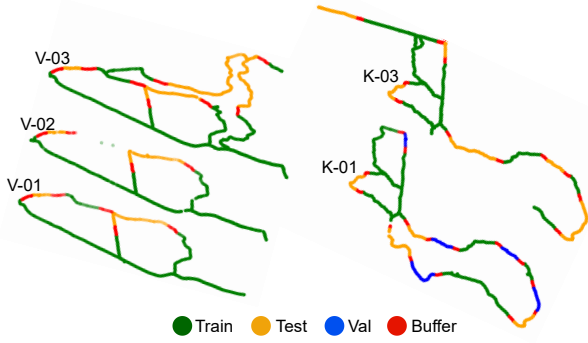 V-03
K-03
V-02
K-01
V-01
Train Test Val Buffer